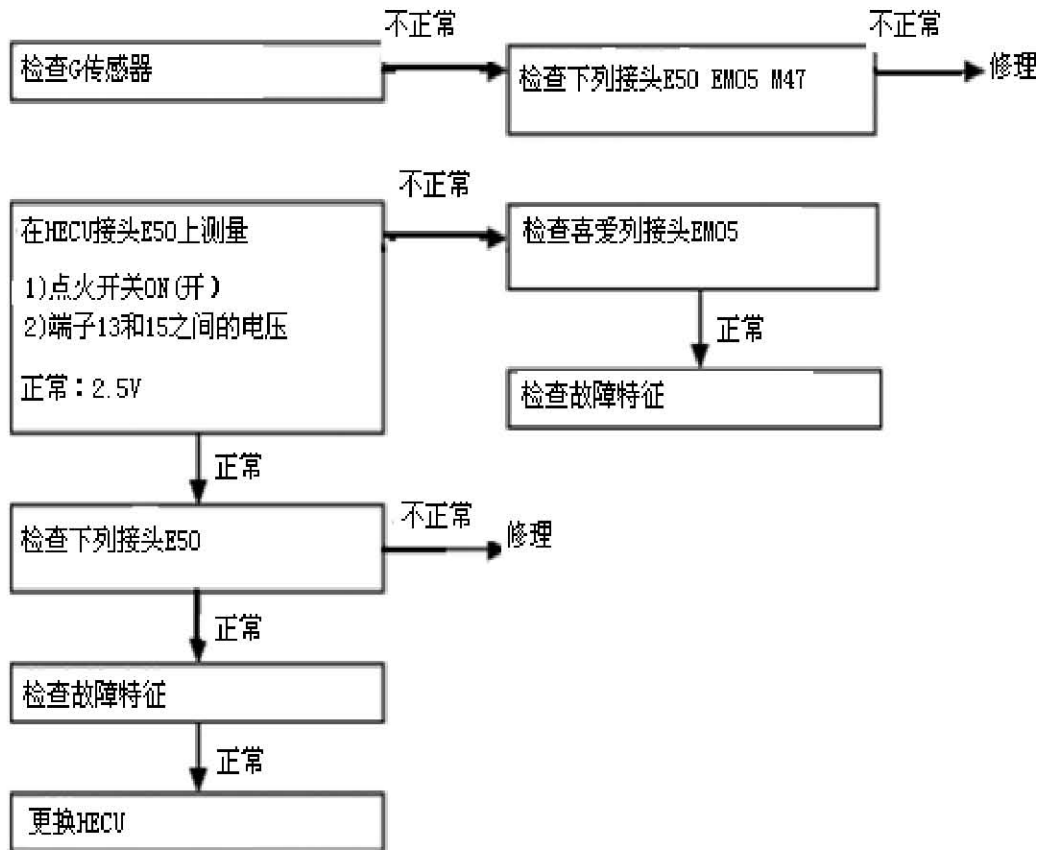 不正常
不正常
检查G传感器
检查下列接头E50 EM05 M47
修理
不正常
在HECU接头E50上测量
检查喜爱列接头EM05
1)点火开关ON(开)
2)端子13和15之间的电压
正常
正常：2.5V
检查故障特征
正常
不正常
检查下列接头E50
修理
正常
检查故障特征
正常
更换HECU